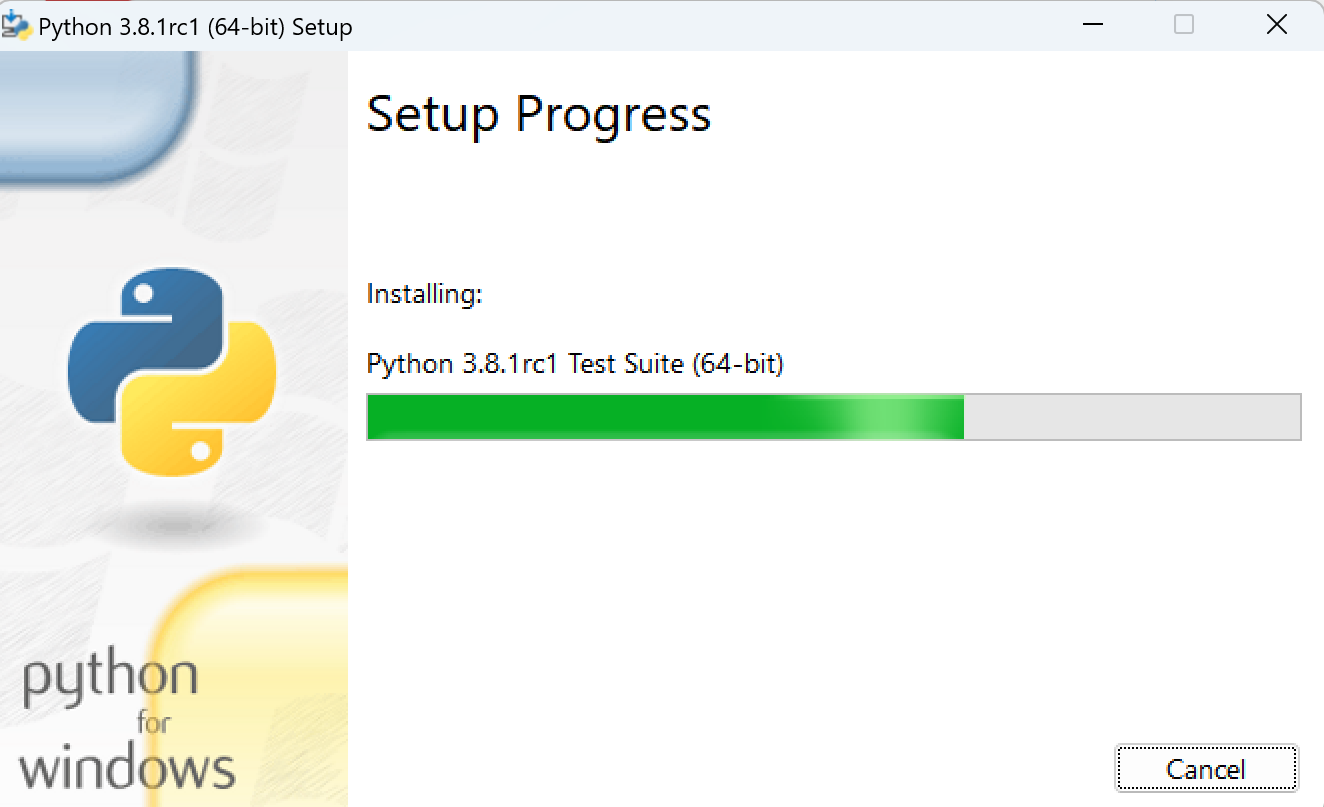 Python 3.8.1rc1 (64-bit) Setup
Setup Progress
Installing:
Python 3.8.1rc1 Test Suite (64-bit)
python
for
windows
Cancel